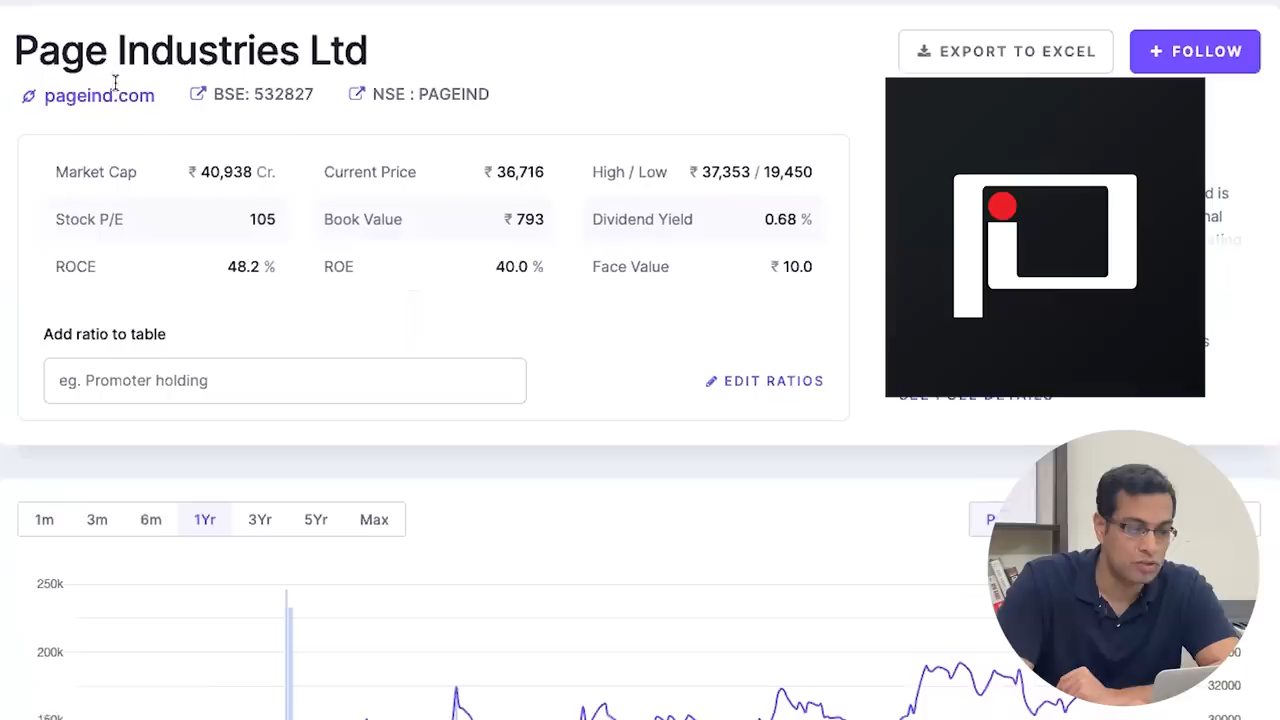 Page Industries Ltd
EXPORT TO EXCEL
+ FOLLOW
pageind.com
BSE: 532827
NSE : PAGEIND
Market Cap ₹ 40,938 Cr.
Current Price ₹ 36,716
High / Low ₹ 37,353 / 19,450
Stock P/E 105
Book Value ₹ 793
Dividend Yield 0.68 %
ROCE 48.2 %
ROE 40.0 %
Face Value ₹ 10.0
Add ratio to table
eg. Promoter holding
EDIT RATIOS
SEE FULL DETAILS
1m 3m 6m 1Yr 3Yr 5Yr Max
250k
200k
32000